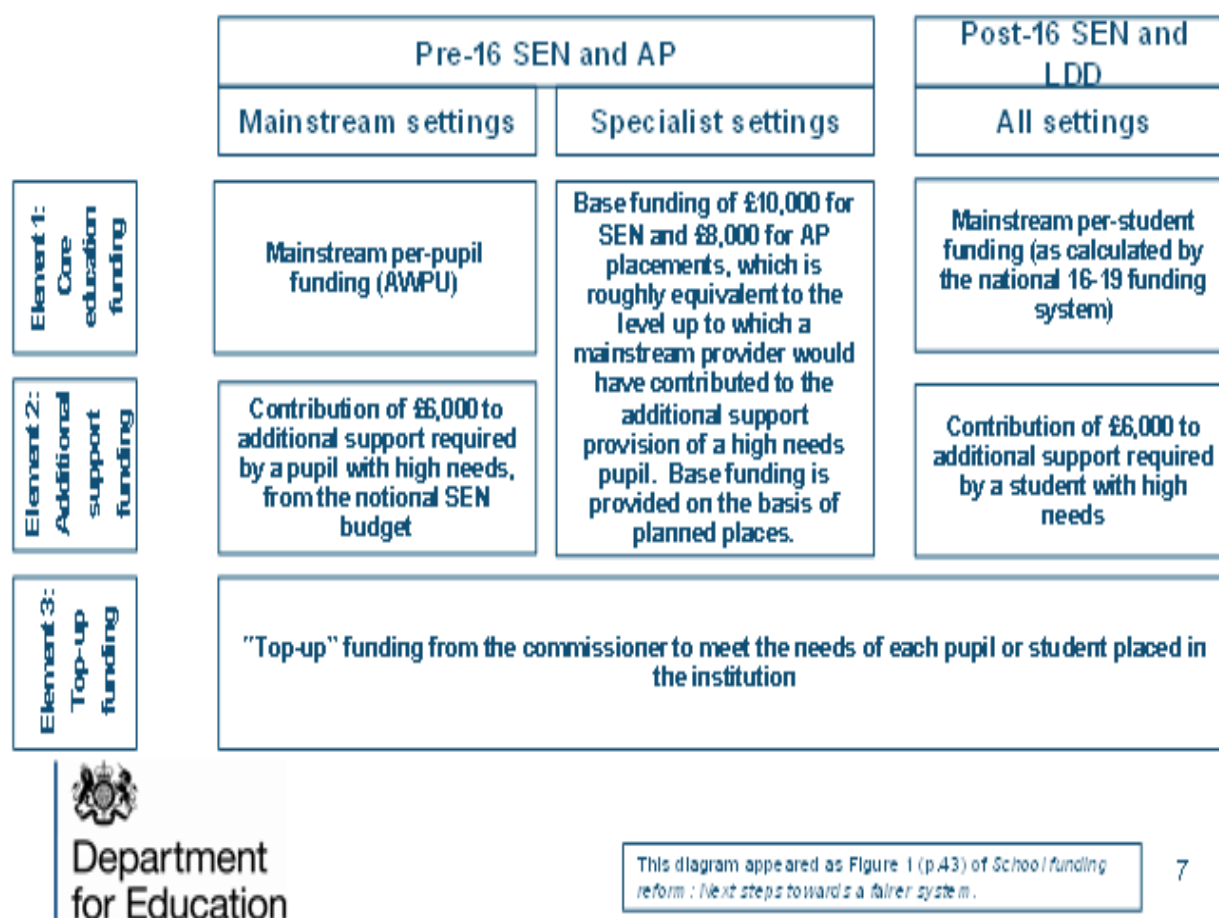 Pre-16 SEN and AP
Post-16 SEN and
LDD
Mainstream settings
Specialist settings
All settings
Element 1:
Core
education
funding
Mainstream per-pupil
funding (AWPU)
Base funding of £10,000 for
SEN and £8,000 for AP
placements, which is
roughly equivalent to the
level up to which a
mainstream provider would
have contributed to the
additional support
provision of a high needs
pupil. Base funding is
provided on the basis of
planned places.
Mainstream per-student
funding (as calculated by
the national 16-19 funding
system)
Element 2:
Additional
support
funding
Contribution of £6,000 to
additional support required
by a pupil with high needs,
from the notional SEN
budget
Contribution of £6,000 to
additional support required
by a student with high
needs
Element 3:
Top-up
funding
"Top-up" funding from the commissioner to meet the needs of each pupil or student placed in
the institution
Department
for Education
This diagram appeared as Figure 1 (p.43) of School funding
reform : Next steps towards a fairer system.
7